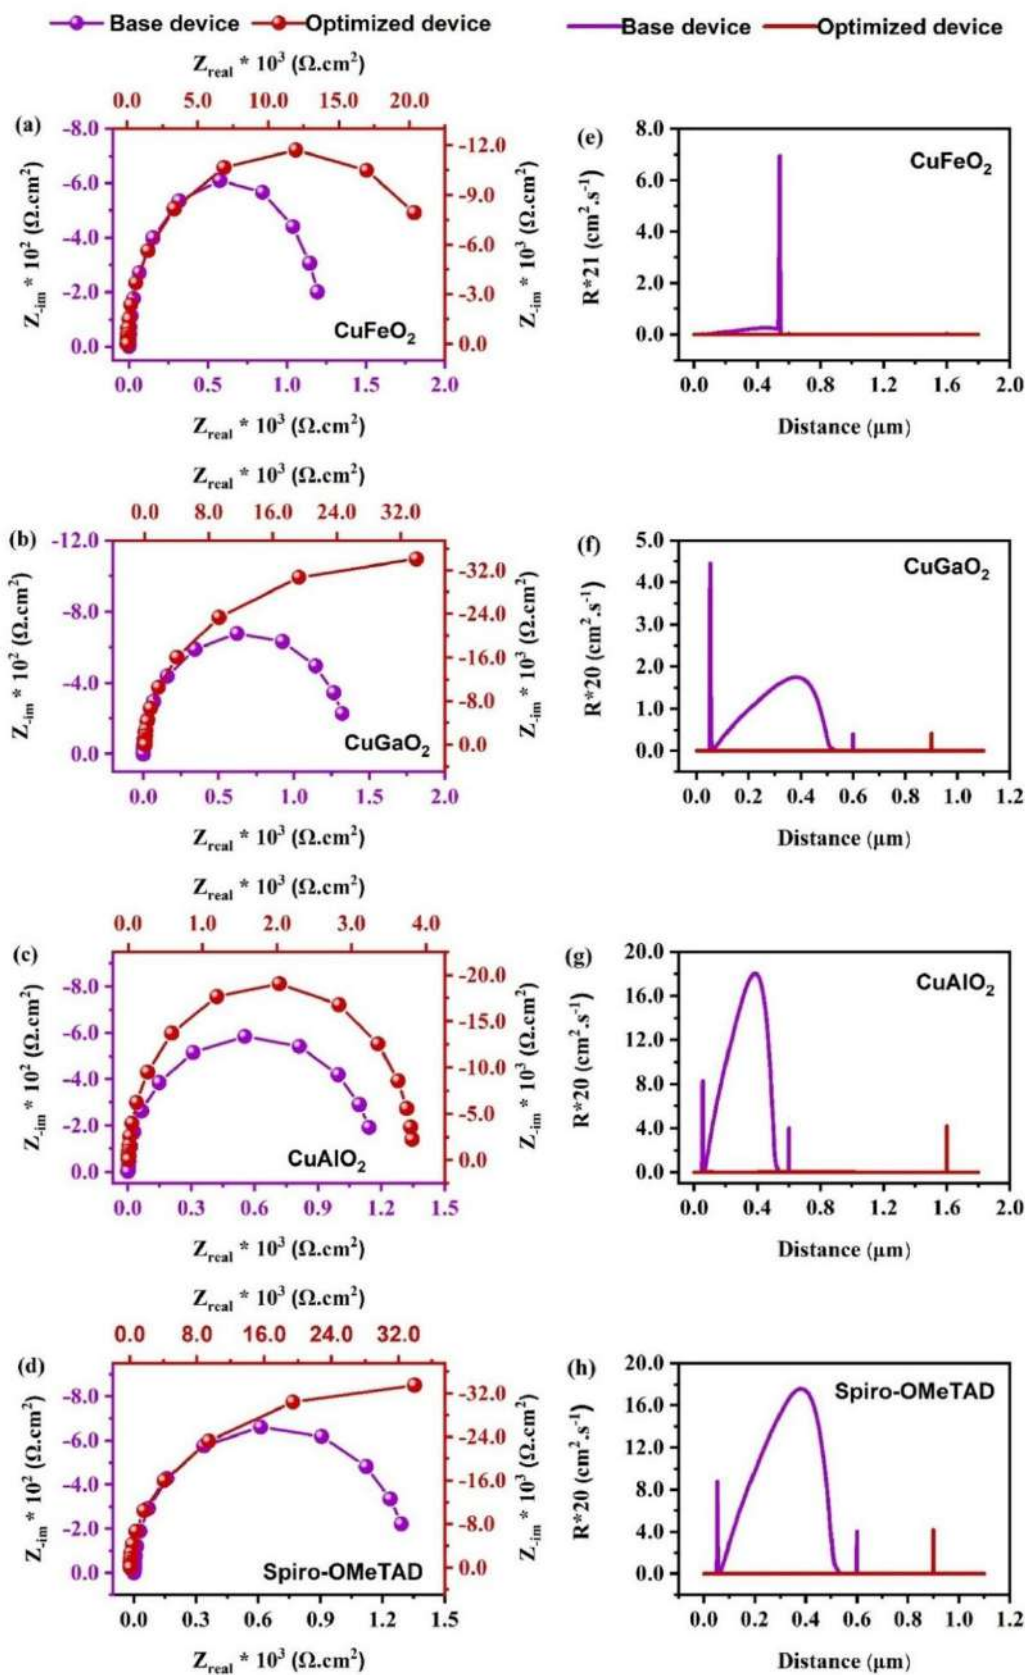 Base device Optimized device
Base device Optimized device
Z_real * 10³ (Ω.cm²)
0.0 5.0 10.0 15.0 20.0
(a)
-8.0
-6.0
-4.0
-2.0
0.0
Z_-im * 10² (Ω.cm²)
-12.0
-9.0
-6.0
-3.0
0.0
Z_-im * 10³ (Ω.cm²)
CuFeO₂
0.0 0.5 1.0 1.5 2.0
Z_real * 10³ (Ω.cm²)
(e)
8.0
6.0
4.0
2.0
0.0
R*21 (cm².s⁻¹)
CuFeO₂
0.0 0.4 0.8 1.2 1.6 2.0
Distance (μm)
Z_real * 10³ (Ω.cm²)
0.0 8.0 16.0 24.0 32.0
(b)
-12.0
-8.0
-4.0
0.0
Z_-im * 10² (Ω.cm²)
-32.0
-24.0
-16.0
-8.0
0.0
Z_-im * 10³ (Ω.cm²)
CuGaO₂
0.0 0.5 1.0 1.5 2.0
Z_real * 10³ (Ω.cm²)
(f)
5.0
4.0
3.0
2.0
1.0
0.0
R*20 (cm².s⁻¹)
CuGaO₂
0.0 0.2 0.4 0.6 0.8 1.0 1.2
Distance (μm)
Z_real * 10³ (Ω.cm²)
0.0 1.0 2.0 3.0 4.0
(c)
-8.0
-6.0
-4.0
-2.0
0.0
Z_-im * 10² (Ω.cm²)
-20.0
-15.0
-10.0
-5.0
0.0
Z_-im * 10³ (Ω.cm²)
CuAlO₂
0.0 0.3 0.6 0.9 1.2 1.5
Z_real * 10³ (Ω.cm²)
(g)
20.0
16.0
12.0
8.0
4.0
0.0
R*20 (cm².s⁻¹)
CuAlO₂
0.0 0.4 0.8 1.2 1.6 2.0
Distance (μm)
Z_real * 10³ (Ω.cm²)
0.0 8.0 16.0 24.0 32.0
(d)
-8.0
-6.0
-4.0
-2.0
0.0
Z_-im * 10² (Ω.cm²)
-32.0
-24.0
-16.0
-8.0
0.0
Z_-im * 10³ (Ω.cm²)
Spiro-OMeTAD
0.0 0.3 0.6 0.9 1.2 1.5
Z_real * 10³ (Ω.cm²)
(h)
20.0
16.0
12.0
8.0
4.0
0.0
R*20 (cm².s⁻¹)
Spiro-OMeTAD
0.0 0.2 0.4 0.6 0.8 1.0 1.2
Distance (μm)